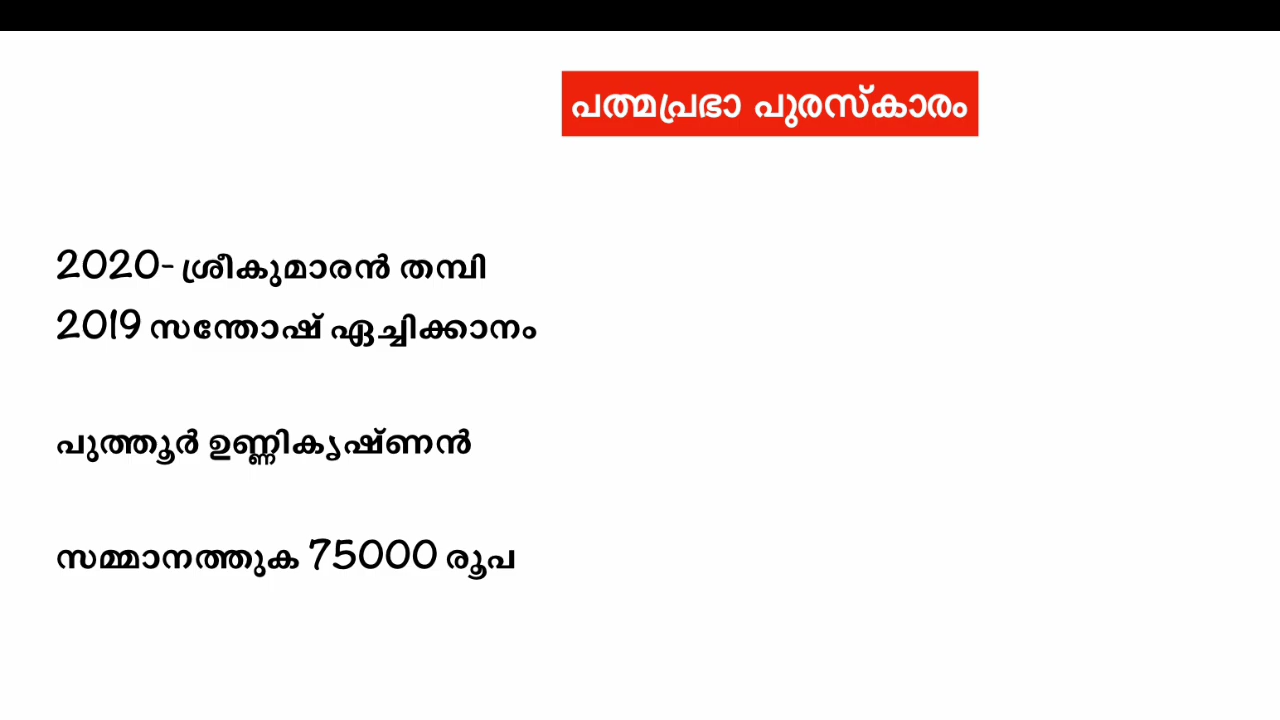 പത്മപ്രഭാ പുരസ്കാരം
2020- ശ്രീകുമാരൻ തമ്പി
2019 സന്തോഷ് ഏച്ചിക്കാനം
പുത്തൂർ ഉണ്ണികൃഷ്ണൻ
സമ്മാനത്തുക 75000 രൂപ